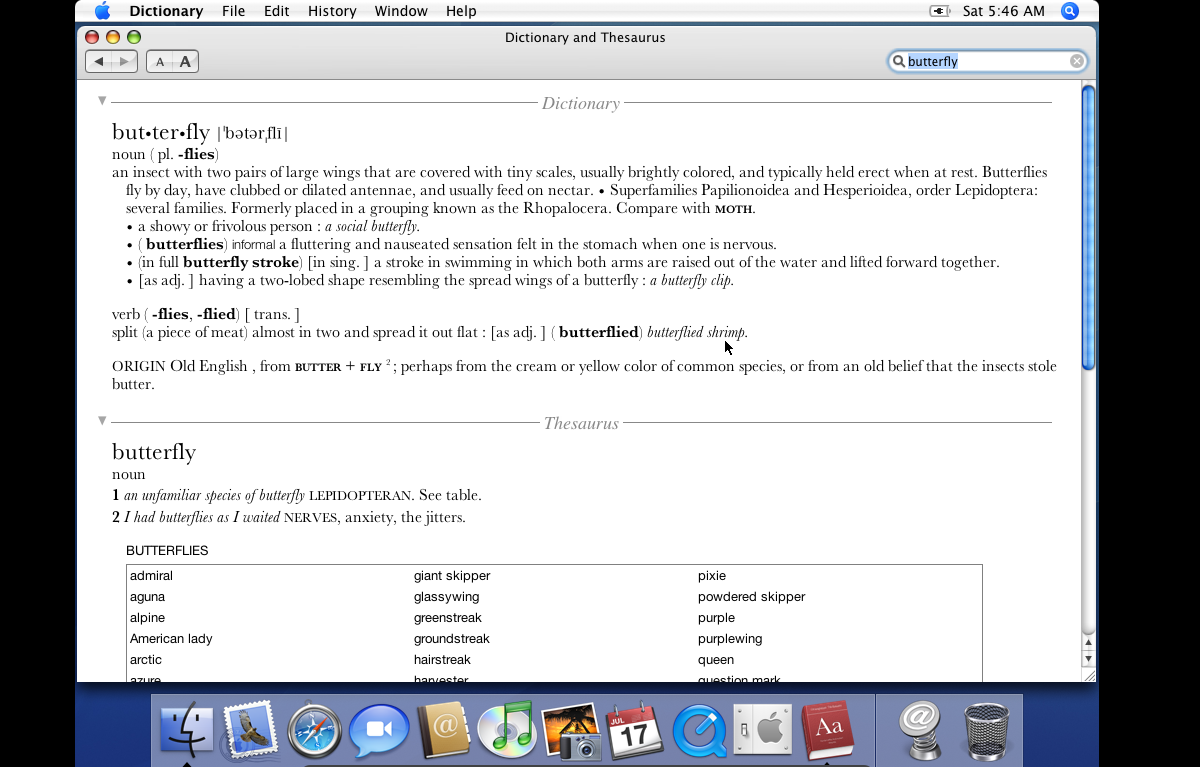 Dictionary File Edit History Window Help Sat 5:46 AM
Dictionary and Thesaurus
A A butterfly
Dictionary
but•ter•fly |ˈbətərˌflī|
noun ( pl. -flies)
an insect with two pairs of large wings that are covered with tiny scales, usually brightly colored, and typically held erect when at rest. Butterflies
fly by day, have clubbed or dilated antennae, and usually feed on nectar. • Superfamilies Papilionoidea and Hesperioidea, order Lepidoptera:
several families. Formerly placed in a grouping known as the Rhopalocera. Compare with MOTH.
• a showy or frivolous person : a social butterfly.
• ( butterflies) informal a fluttering and nauseated sensation felt in the stomach when one is nervous.
• (in full butterfly stroke) [in sing. ] a stroke in swimming in which both arms are raised out of the water and lifted forward together.
• [as adj. ] having a two-lobed shape resembling the spread wings of a butterfly : a butterfly clip.
verb ( -flies, -flied) [ trans. ]
split (a piece of meat) almost in two and spread it out flat : [as adj. ] ( butterflied) butterflied shrimp.
ORIGIN Old English , from BUTTER + FLY 2 ; perhaps from the cream or yellow color of common species, or from an old belief that the insects stole
butter.
Thesaurus
butterfly
noun
1 an unfamiliar species of butterfly LEPIDOPTERAN. See table.
2 I had butterflies as I waited NERVES, anxiety, the jitters.
BUTTERFLIES
admiral giant skipper pixie
aguna glassywing powdered skipper
alpine greenstreak purple
American lady groundstreak purplewing
arctic hairstreak queen
azure harvester question mark
JUL
17
@
Aa
@